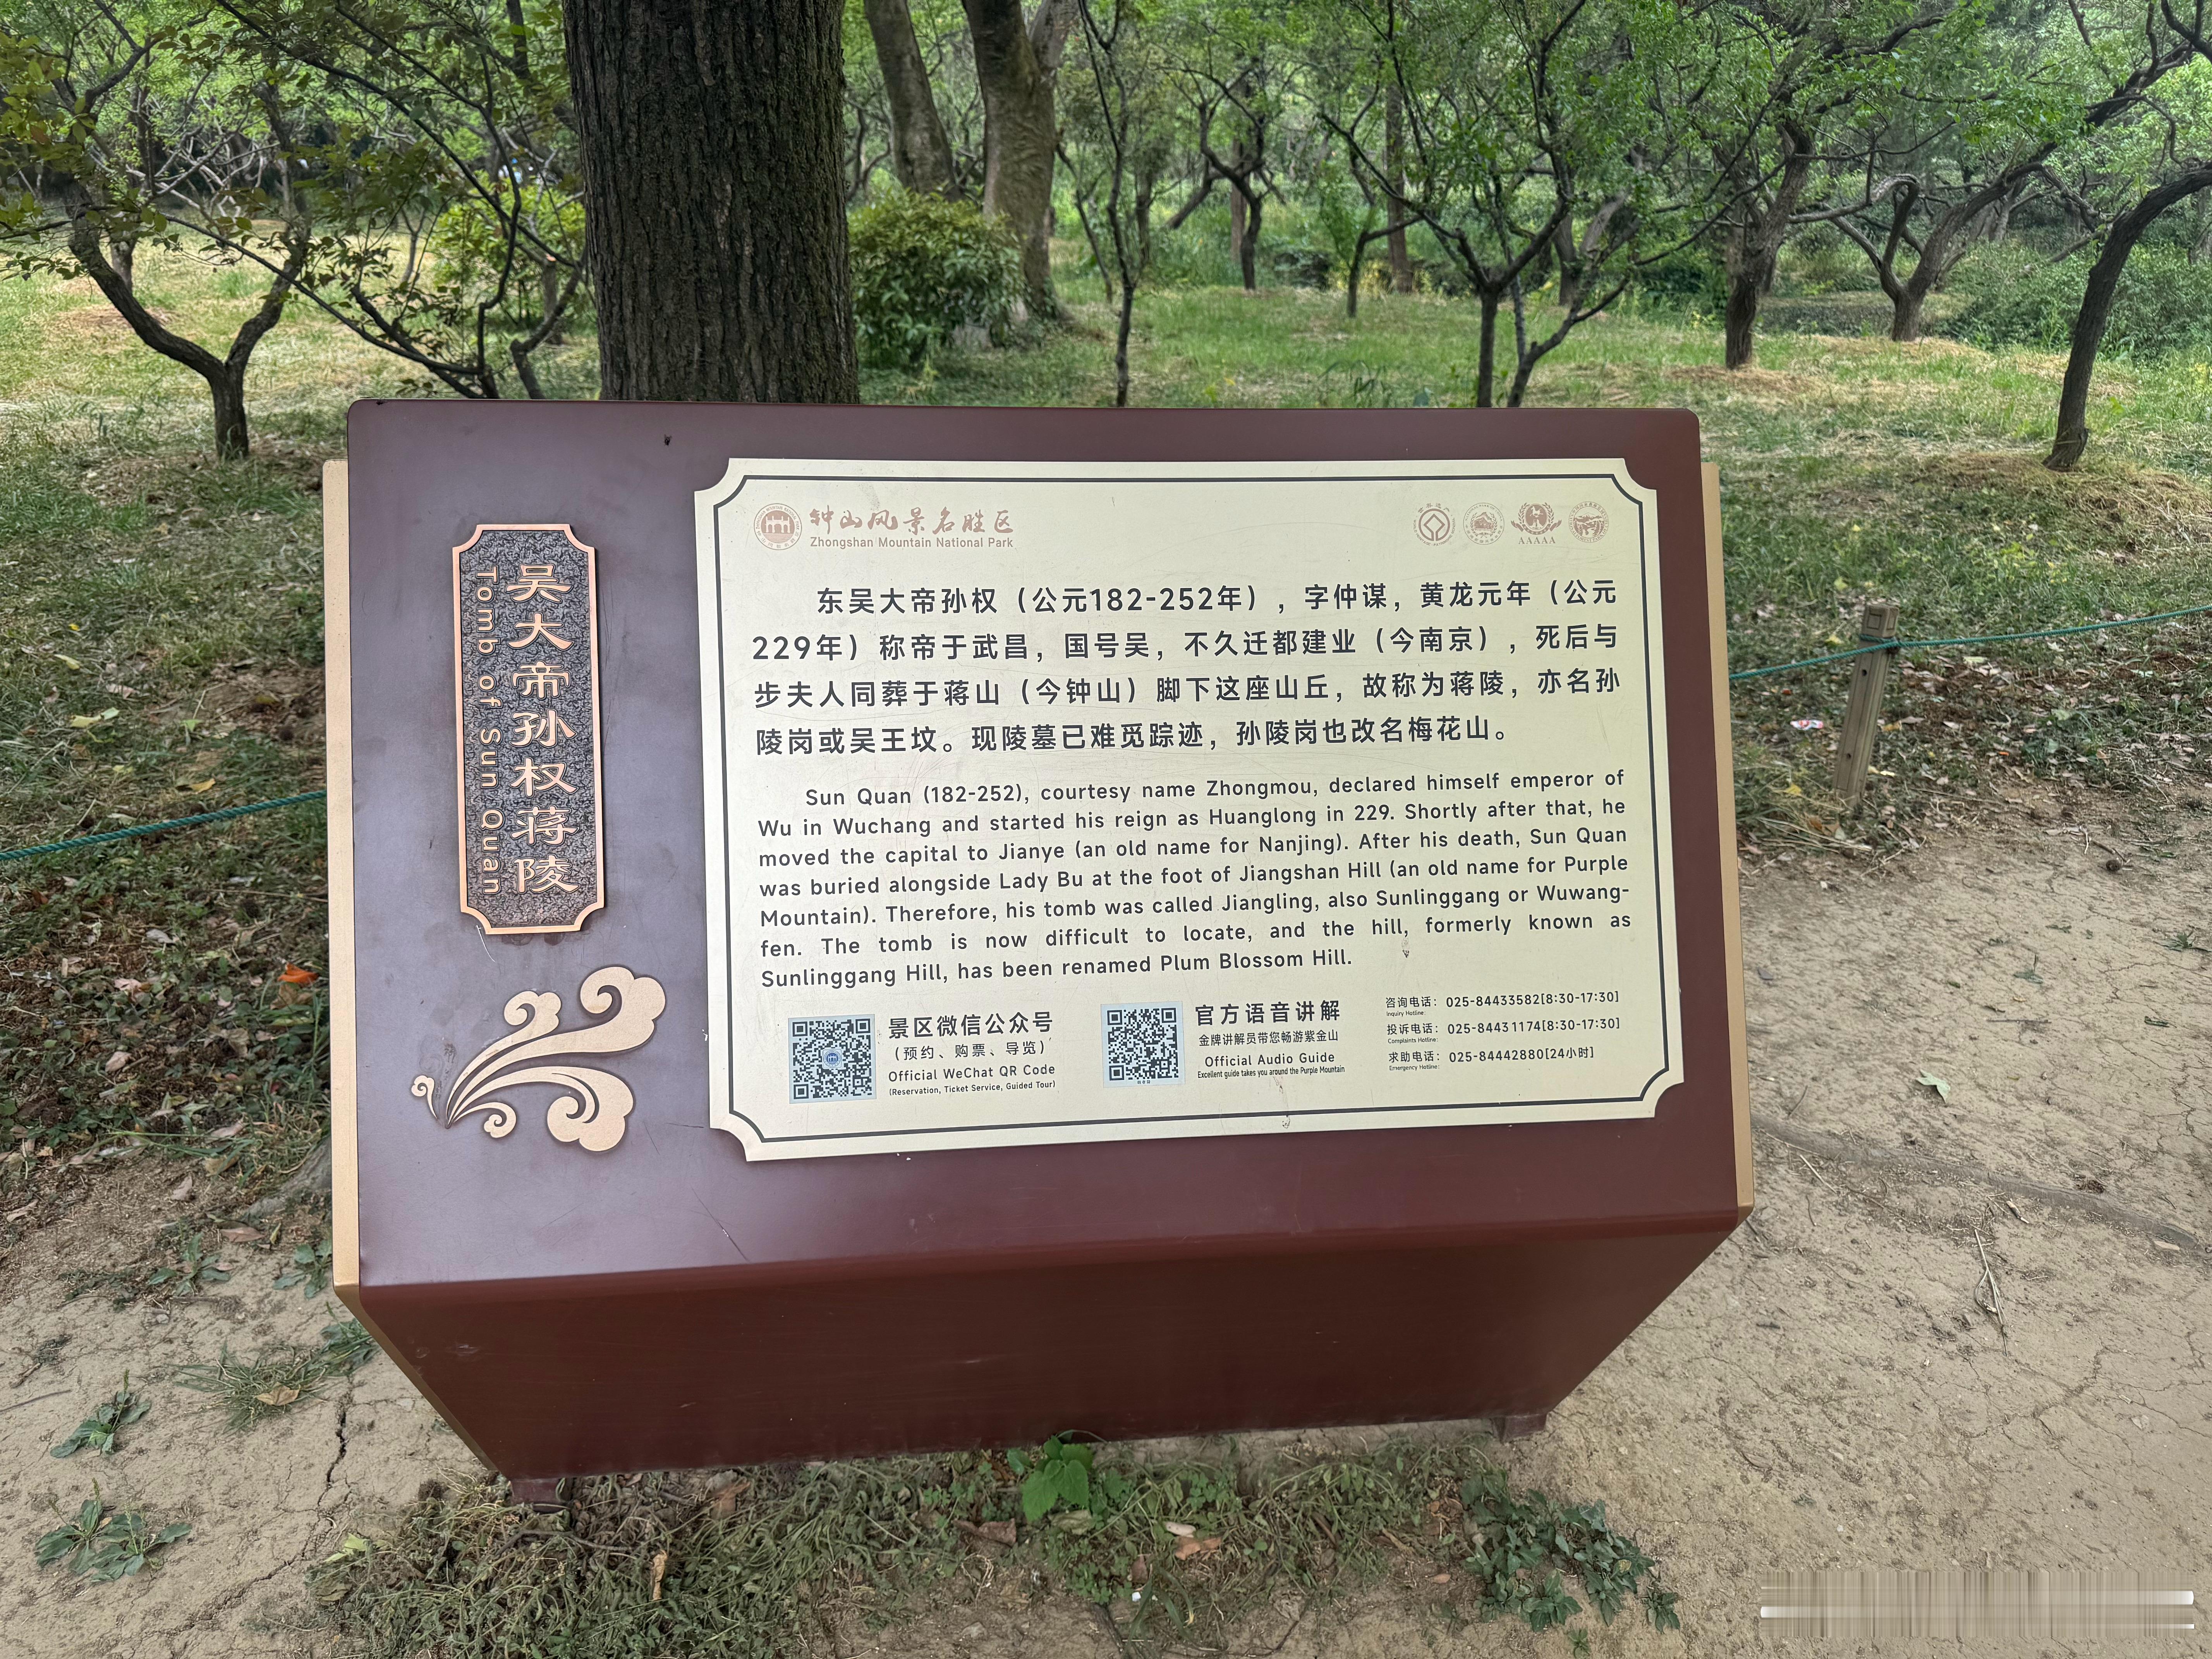 吴大帝孙权蒋陵
Tomb of Sun Quan
钟山风景名胜区
Zhongshan Mountain National Park
AAAAA
东吴大帝孙权（公元182-252年），字仲谋，黄龙元年（公元
229年）称帝于武昌，国号吴，不久迁都建业（今南京），死后与
步夫人同葬于蒋山（今钟山）脚下这座山丘，故称为蒋陵，亦名孙
陵岗或吴王坟。现陵墓已难觅踪迹，孙陵岗也改名梅花山。
Sun Quan (182-252), courtesy name Zhongmou, declared himself emperor of
Wu in Wuchang and started his reign as Huanglong in 229. Shortly after that, he
moved the capital to Jianye (an old name for Nanjing). After his death, Sun Quan
was buried alongside Lady Bu at the foot of Jiangshan Hill (an old name for Purple
Mountain). Therefore, his tomb was called Jiangling, also Sunlinggang or Wuwang-
fen. The tomb is now difficult to locate, and the hill, formerly known as
Sunlinggang Hill, has been renamed Plum Blossom Hill.
景区微信公众号
（预约、购票、导览）
Official WeChat QR Code
(Reservation, Ticket Service, Guided Tour)
官方语音讲解
金牌讲解员带您畅游紫金山
Official Audio Guide
Excellent guide takes you around the Purple Mountain
咨询电话：025-84433582[8:30-17:30]
Inquiry Hotline:
投诉电话：025-84431174[8:30-17:30]
Complaints Hotline:
求助电话：025-84442880[24小时]
Emergency Hotline: